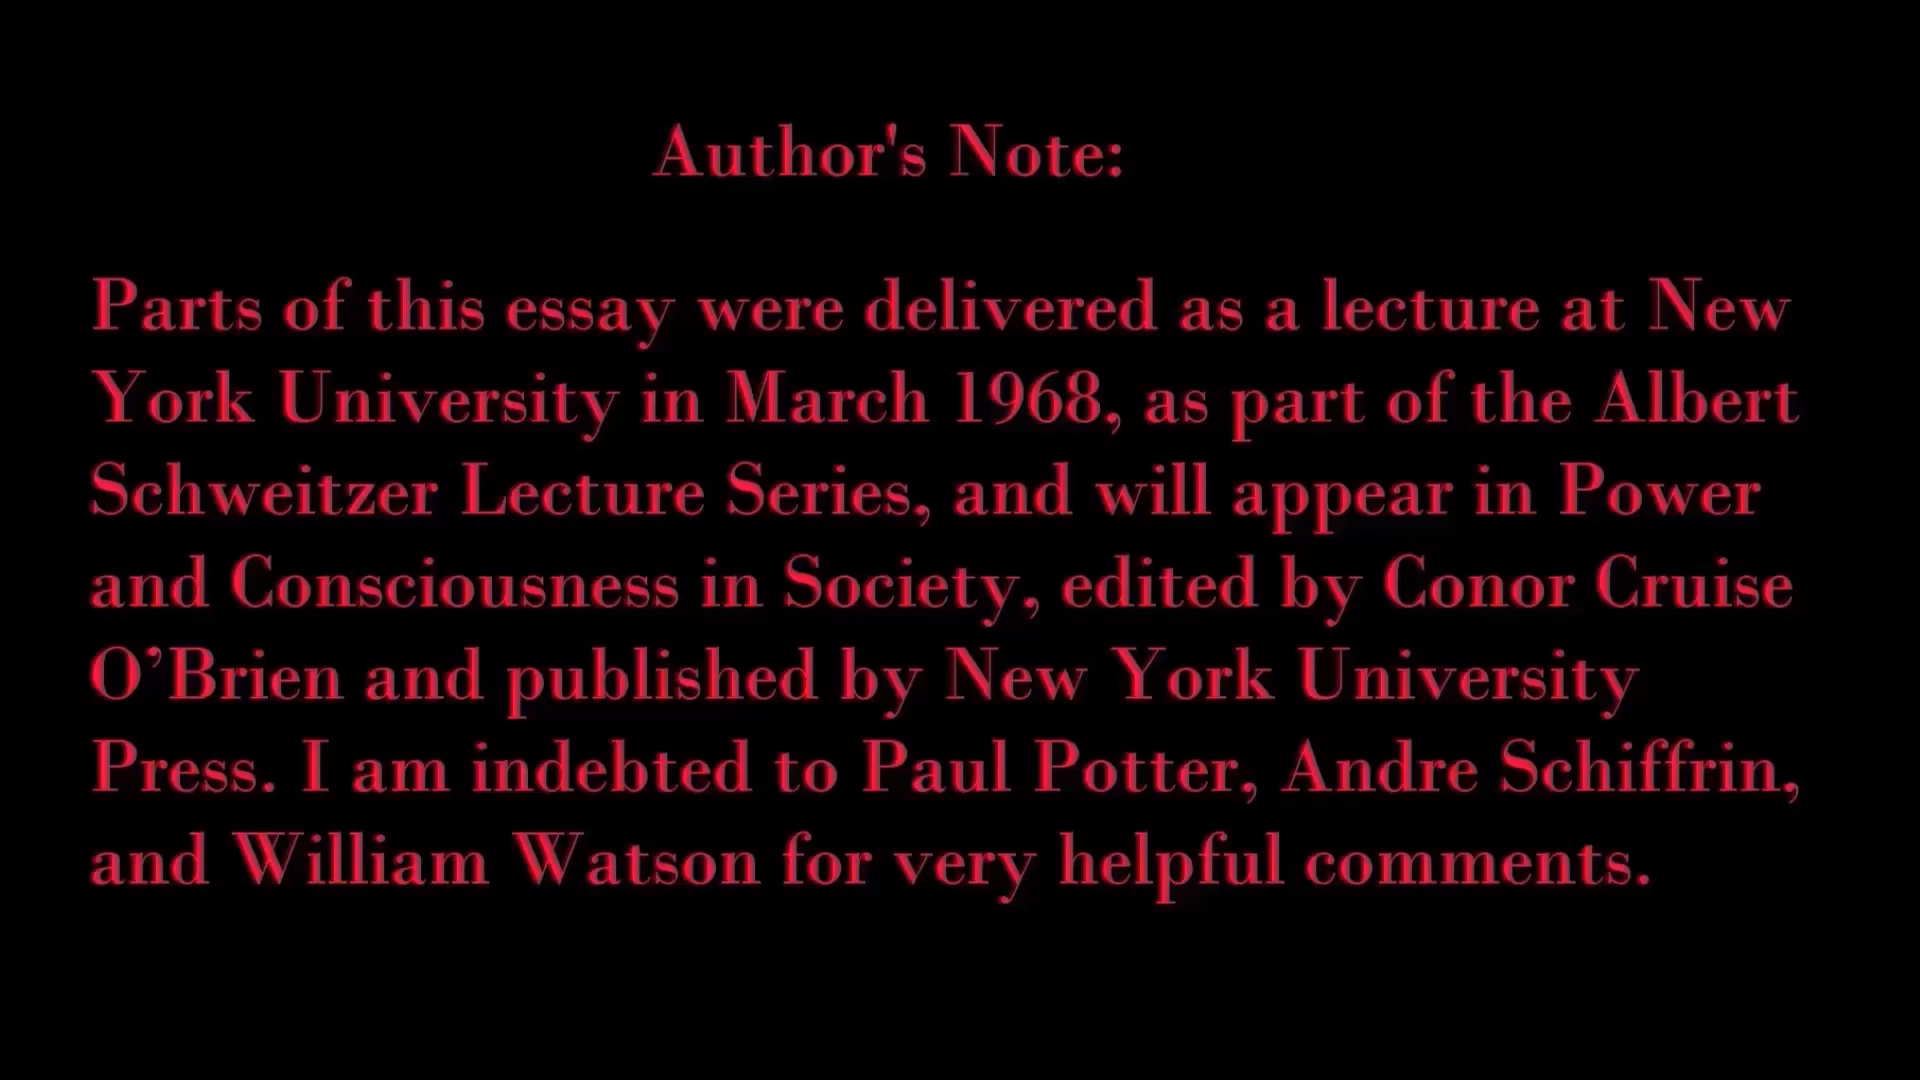 Author's Note:
Parts of this essay were delivered as a lecture at New
York University in March 1968, as part of the Albert
Schweitzer Lecture Series, and will appear in Power
and Consciousness in Society, edited by Conor Cruise
O’Brien and published by New York University
Press. I am indebted to Paul Potter, Andre Schiffrin,
and William Watson for very helpful comments.